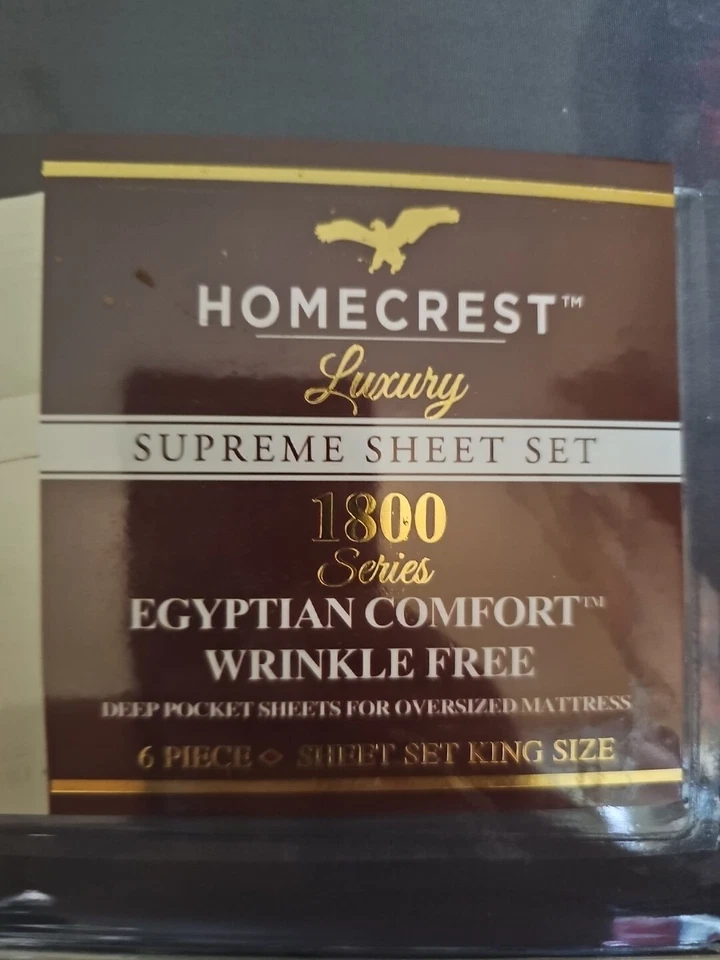 HOMECREST™
Luxury
SUPREME SHEET SET
1800
Series
EGYPTIAN COMFORT™
WRINKLE FREE
DEEP POCKET SHEETS FOR OVERSIZED MATTRESS
6 PIECE ◇ SHEET SET KING SIZE